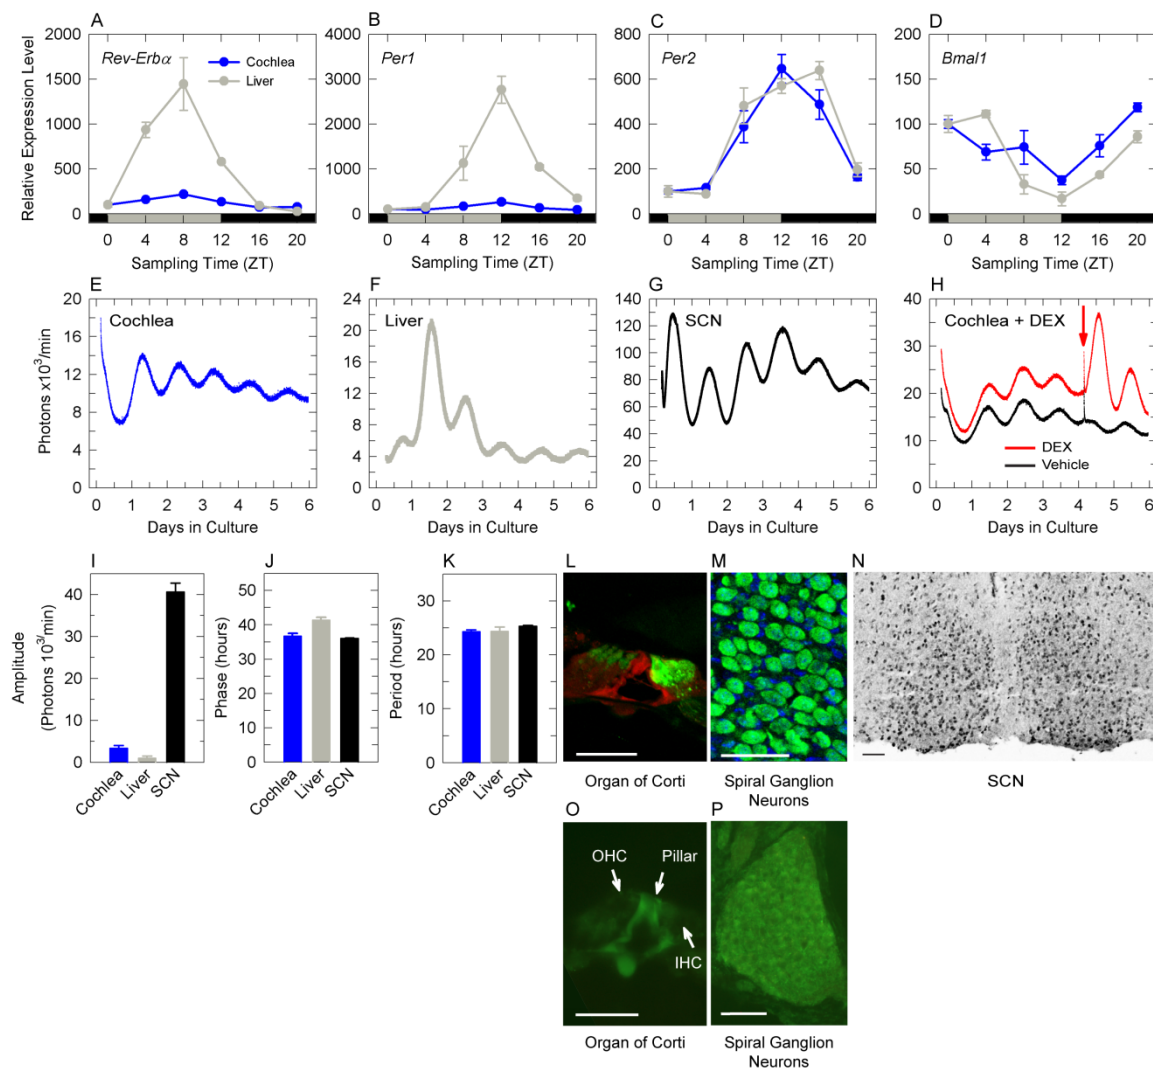 A B C D
Relative Expression Level
2000
1500
1000
500
0
Rev-Erbα
Cochlea
Liver
0 4 8 12 16 20
Sampling Time (ZT)
4000
3000
2000
1000
0
Per1
0 4 8 12 16 20
Sampling Time (ZT)
800
600
400
200
0
Per2
0 4 8 12 16 20
Sampling Time (ZT)
200
150
100
50
0
Bmal1
0 4 8 12 16 20
Sampling Time (ZT)
E F G H
Photons x10³/min
20
18
16
14
12
10
8
6
4
2
0
Cochlea
0 1 2 3 4 5 6
Days in Culture
24
20
16
12
8
4
0
Liver
0 1 2 3 4 5 6
Days in Culture
140
120
100
80
60
40
20
0
SCN
0 1 2 3 4 5 6
Days in Culture
40
30
20
10
0
Cochlea + DEX
DEX
Vehicle
0 1 2 3 4 5 6
Days in Culture
I J K L M N
Amplitude
(Photons 10³/min)
40
30
20
10
0
Cochlea
Liver
SCN
Phase (hours)
50
40
30
20
10
0
Cochlea
Liver
SCN
Period (hours)
30
20
10
0
Cochlea
Liver
SCN
Organ of Corti
Spiral Ganglion
Neurons
SCN
O P
OHC
Pillar
IHC
Organ of Corti
Spiral Ganglion
Neurons